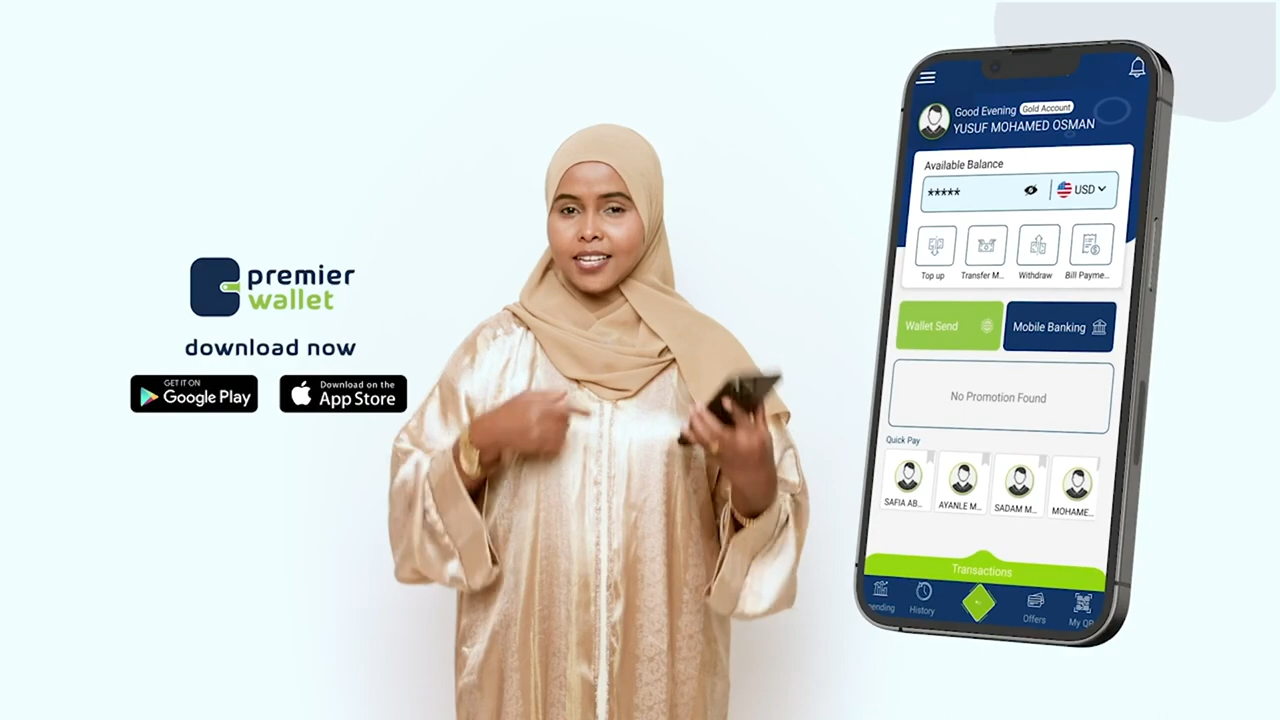 premier
wallet
download now
GET IT ON
Google Play
Download on the
App Store
Good Evening Gold Account
YUSUF MOHAMED OSMAN
Available Balance
***** USD
Top up Transfer M... Withdraw Bill Payme...
Wallet Send Mobile Banking
No Promotion Found
Quick Pay
SAFIA AB... AYANLE M... SADAM M... MOHAME...
Transactions
ending History Offers My QR